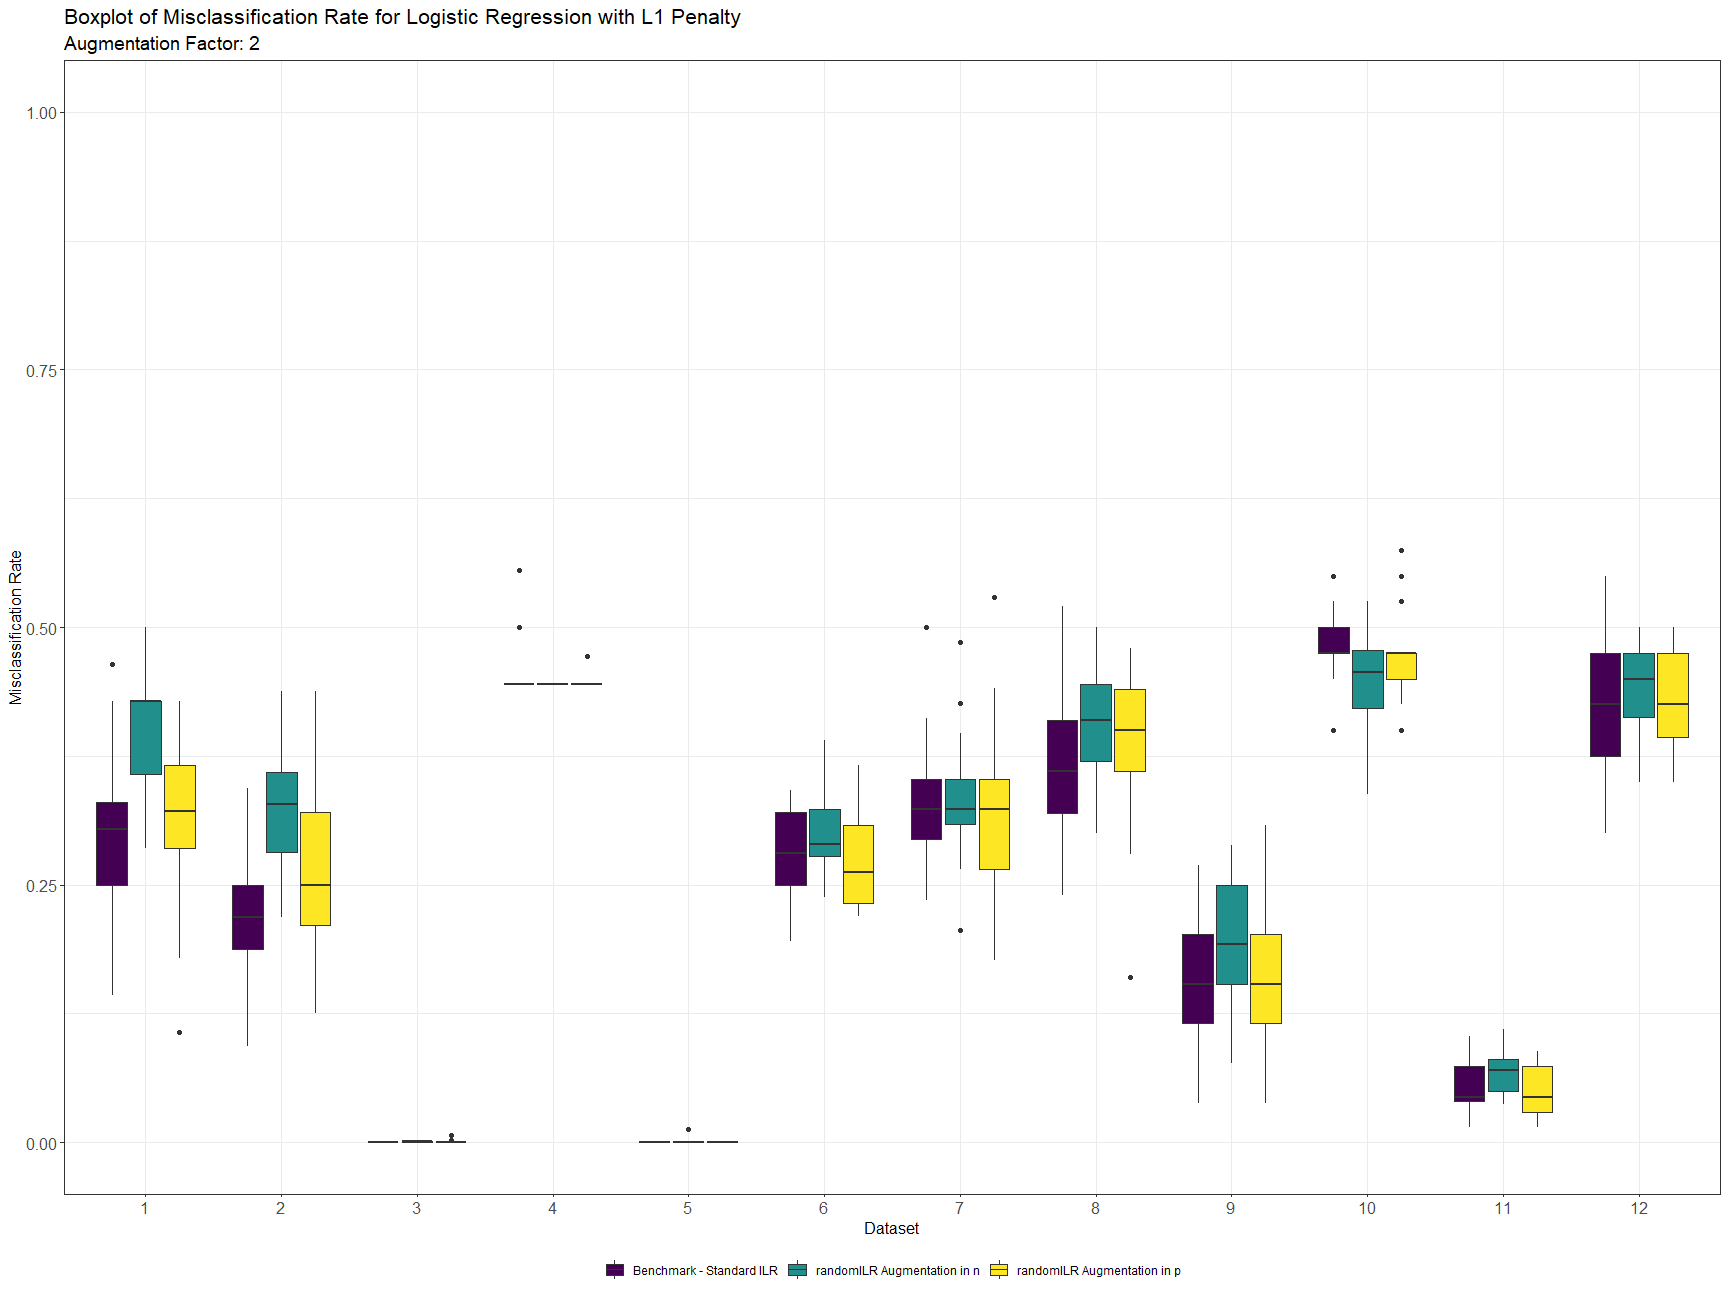 Boxplot of Misclassification Rate for Logistic Regression with L1 Penalty
Augmentation Factor: 2
1.00
0.75
0.50
0.25
0.00
Misclassification Rate
1 2 3 4 5 6 7 8 9 10 11 12
Dataset
Benchmark - Standard ILR randomILR Augmentation in n randomILR Augmentation in p